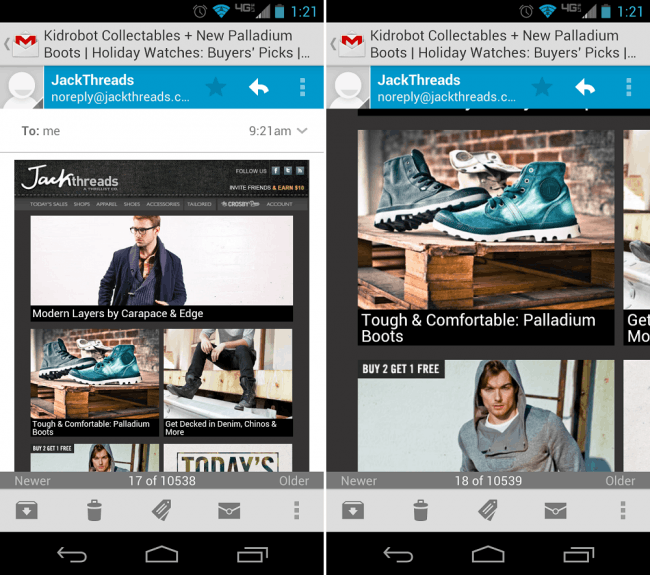 4G 1:21
Kidrobot Collectables + New Palladium
Boots | Holiday Watches: Buyers' Picks |...
JackThreads
noreply@jackthreads.c...
To: me 9:21am
Jackthreads
FOLLOW US
INVITE FRIENDS & EARN $10
TODAY'S SALES SHOPS APPAREL SHOES ACCESSORIES TAILORED CROSBY ACCOUNT
Modern Layers by Carapace & Edge
Tough & Comfortable: Palladium
Boots
Get Decked in Denim, Chinos &
More
BUY 2 GET 1 FREE
TODAY'S
Newer 17 of 10538 Older
4G 1:21
Kidrobot Collectables + New Palladium
Boots | Holiday Watches: Buyers' Picks |...
JackThreads
noreply@jackthreads.c...
Tough & Comfortable: Palladium
Boots
Get
Mo
BUY 2 GET 1 FREE
Newer 18 of 10539 Older